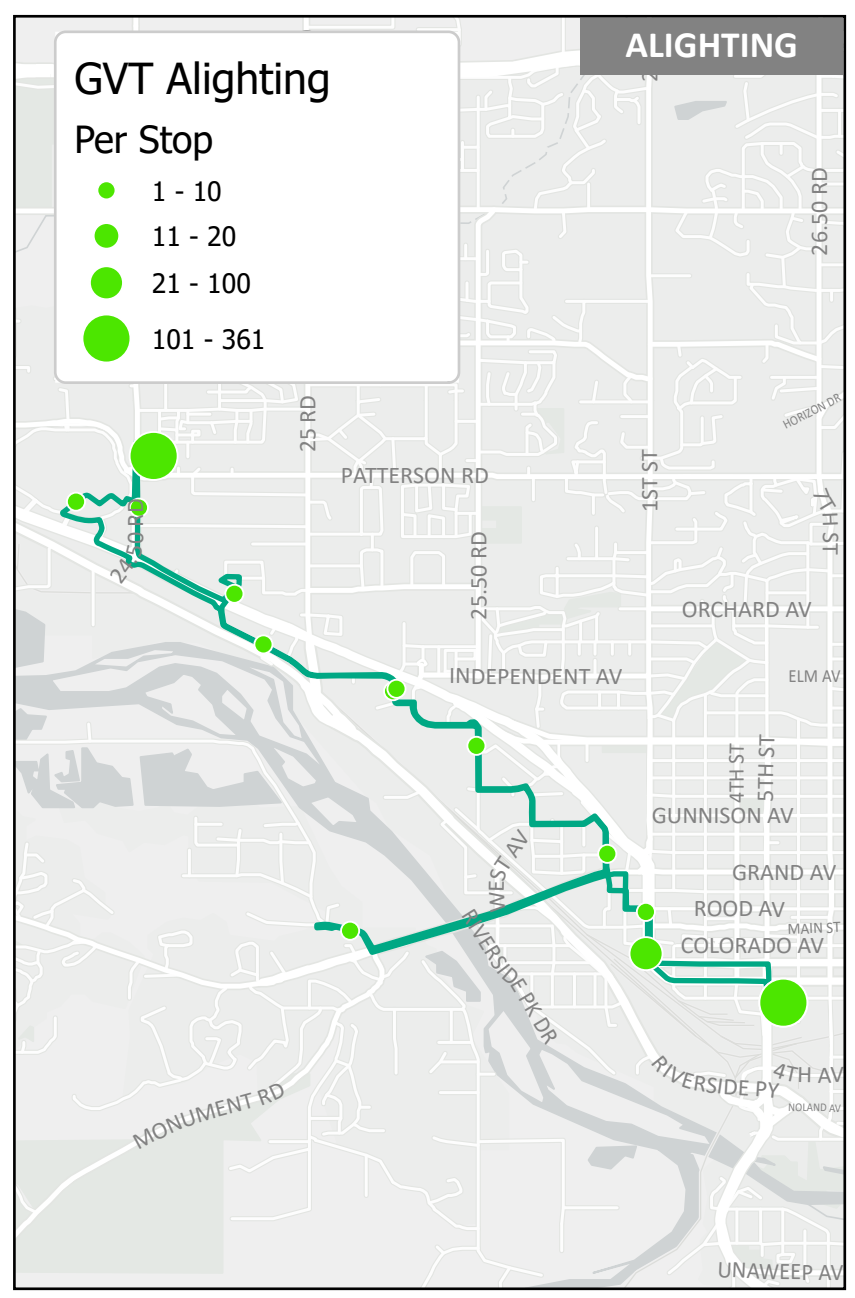 ALIGHTING
GVT Alighting
Per Stop
1 - 10
11 - 20
21 - 100
101 - 361
26.50 RD
HORIZON DR
25 RD
PATTERSON RD
1ST ST
7TH ST
24.50 RD
25.50 RD
ORCHARD AV
INDEPENDENT AV
ELM AV
4TH ST
5TH ST
GUNNISON AV
WEST AV
GRAND AV
ROOD AV
MAIN ST
COLORADO AV
RIVERSIDE PK DR
RIVERSIDE PY
4TH AV
NOLAND AV
MONUMENT RD
UNAWEEP AV